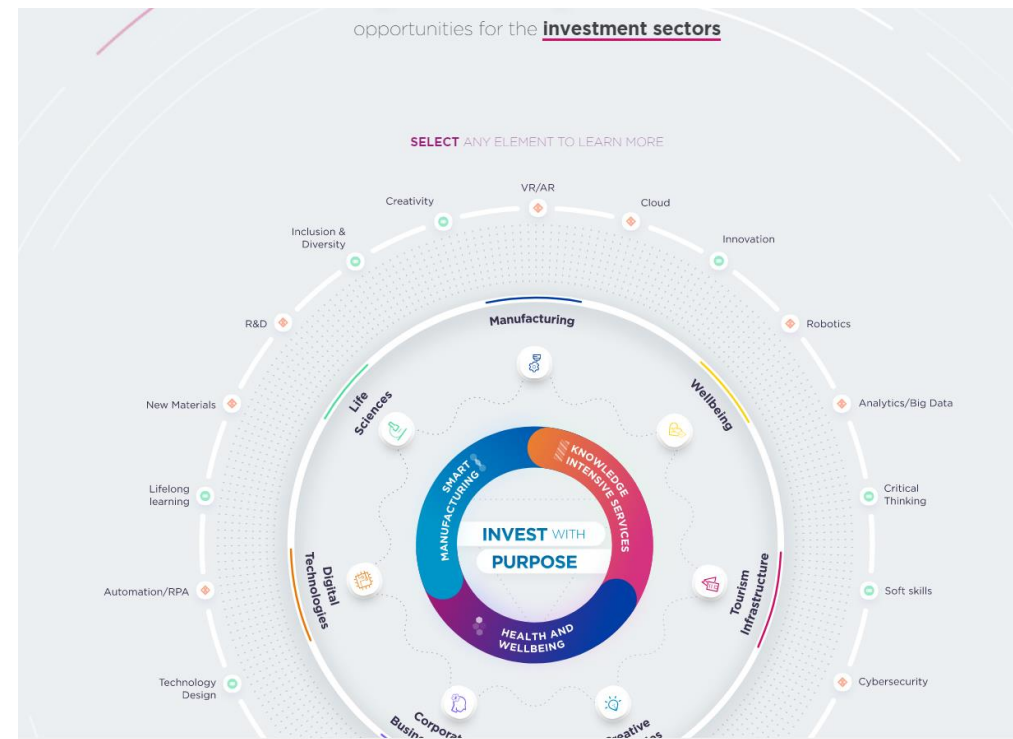 opportunities for the investment sectors
SELECT ANY ELEMENT TO LEARN MORE
VR/AR
Creativity
Cloud
Inclusion &
Diversity
Innovation
R&D
Robotics
Manufacturing
New Materials
Analytics/Big Data
Life
Sciences
Wellbeing
Lifelong
learning
Critical
Thinking
SMART
MANUFACTURING
KNOWLEDGE
INTENSIVE SERVICES
INVEST WITH
PURPOSE
Automation/RPA
Digital
Technologies
Tourism
Infrastructure
Soft skills
HEALTH AND
WELLBEING
Technology
Design
Cybersecurity